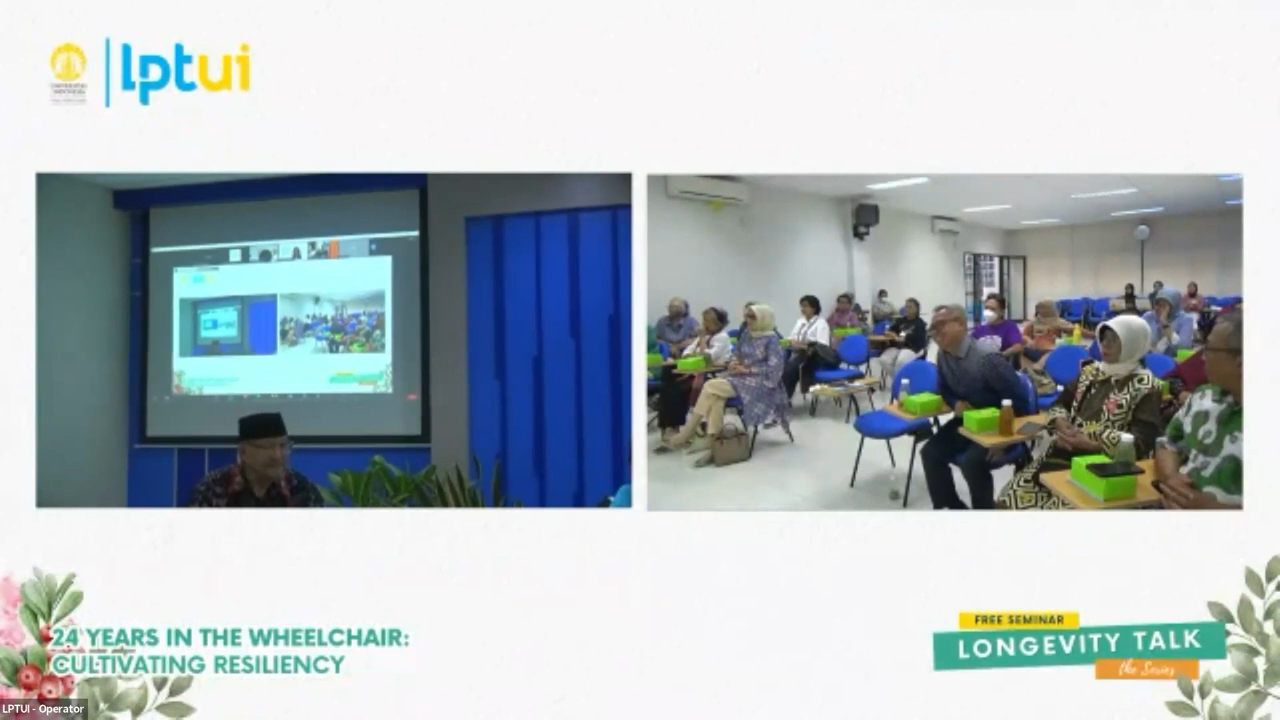 lptui
24 YEARS IN THE WHEELCHAIR:
CULTIVATING RESILIENCY
FREE SEMINAR
LONGEVITY TALK
the Series
LPTUI - Operator